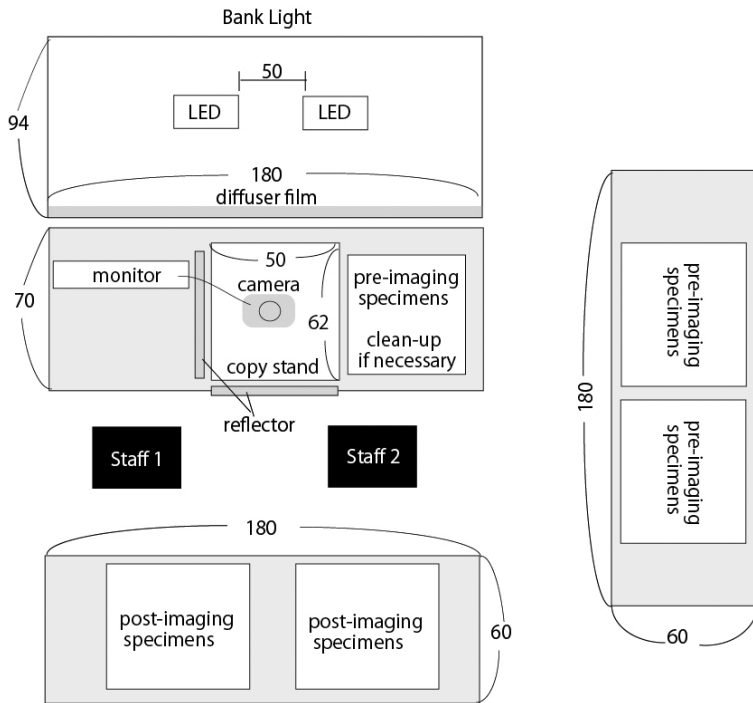 Bank Light
50
LED
LED
94
180
diffuser film
50
monitor
camera
pre-imaging
specimens
70
62
clean-up
if necessary
copy stand
reflector
Staff 1
Staff 2
180
post-imaging
specimens
post-imaging
specimens
60
pre-imaging
specimens
180
pre-imaging
specimens
60